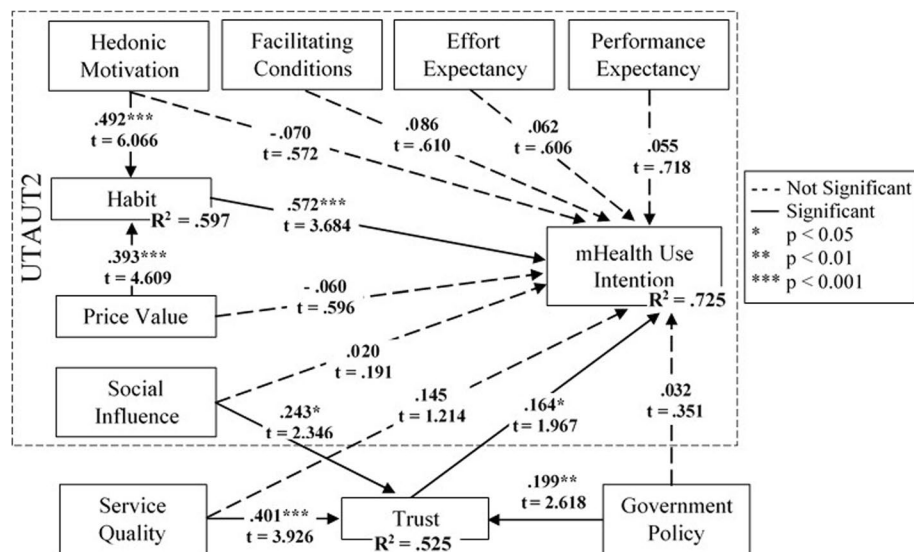 Hedonic
Motivation
Facilitating
Conditions
Effort
Expectancy
Performance
Expectancy
.492***
t = 6.066
-.070
t = .572
.086
t = .610
.062
t = .606
.055
t = .718
UTAUT2
Habit
R² = .597
.572***
t = 3.684
mHealth Use
Intention
R² = .725
--- Not Significant
Significant
* p < 0.05
** p < 0.01
*** p < 0.001
.393***
t = 4.609
-.060
t = .596
Price Value
.020
t = .191
Social
Influence
.243*
t = 2.346
.145
t = 1.214
.164*
t = 1.967
.032
t = .351
Service
Quality
.401***
t = 3.926
Trust
R² = .525
.199**
t = 2.618
Government
Policy